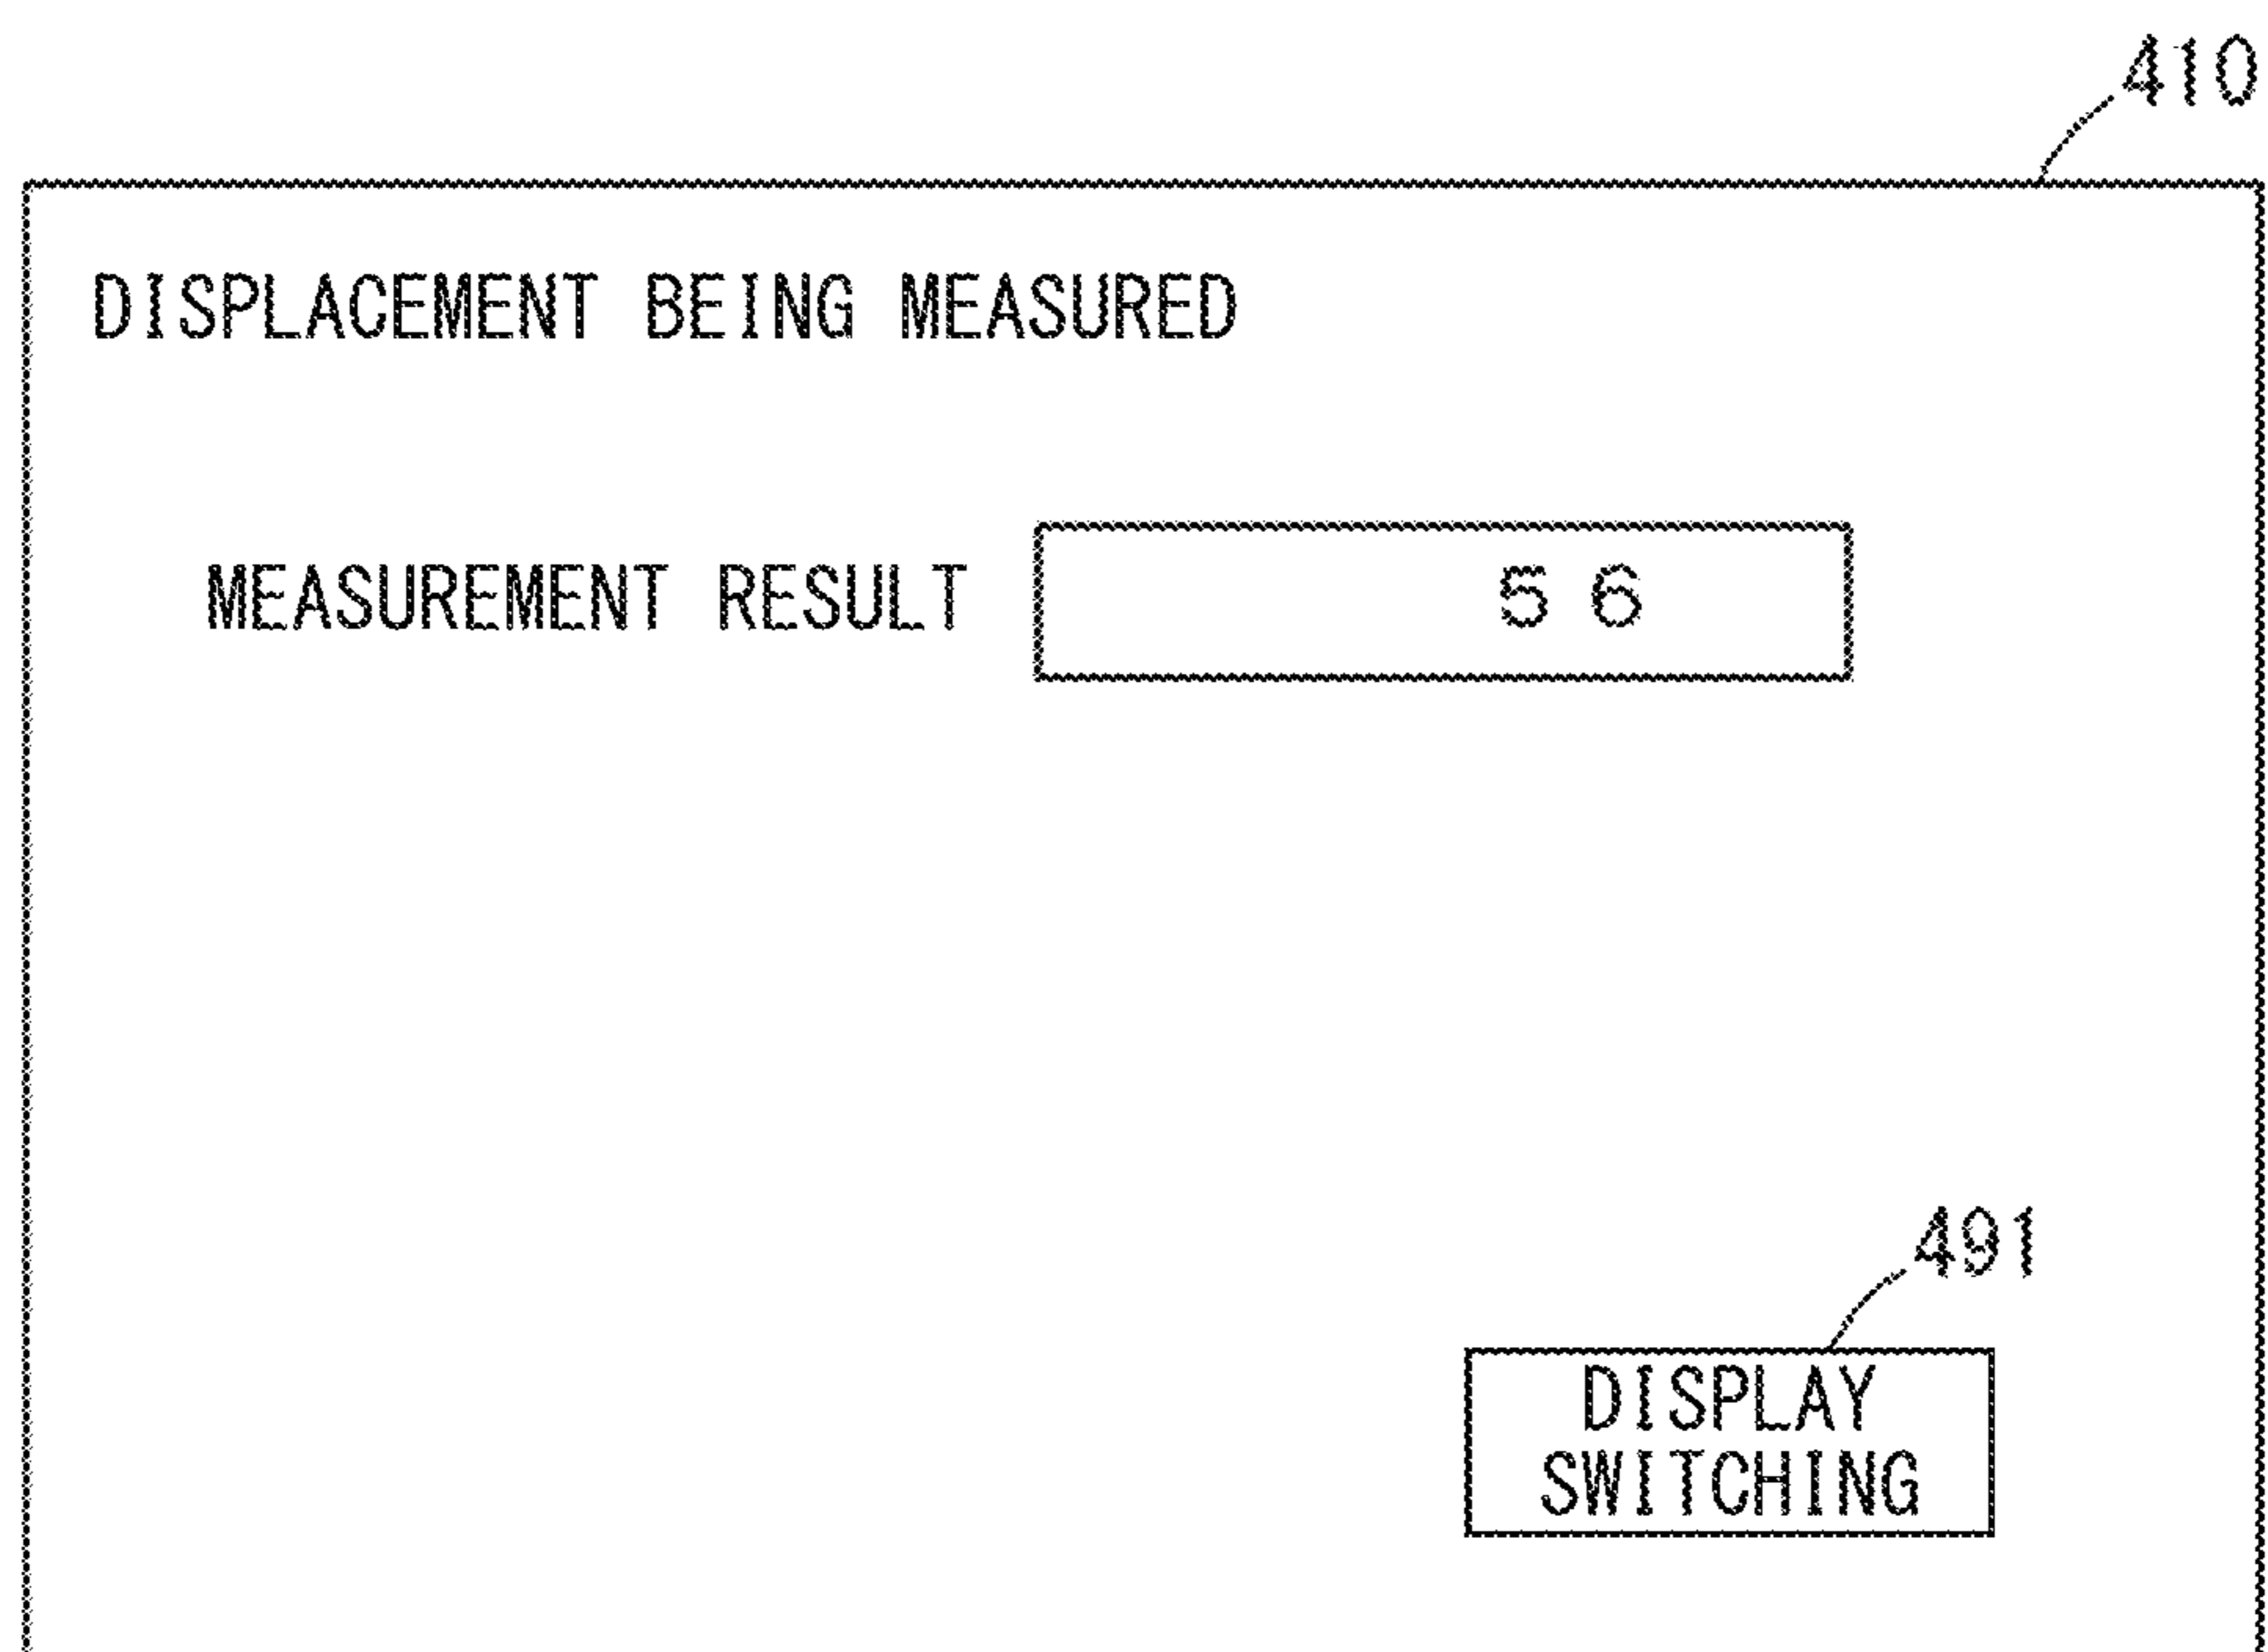 410
DISPLACEMENT BEING MEASURED
MEASUREMENT RESULT 56
491
DISPLAY
SWITCHING